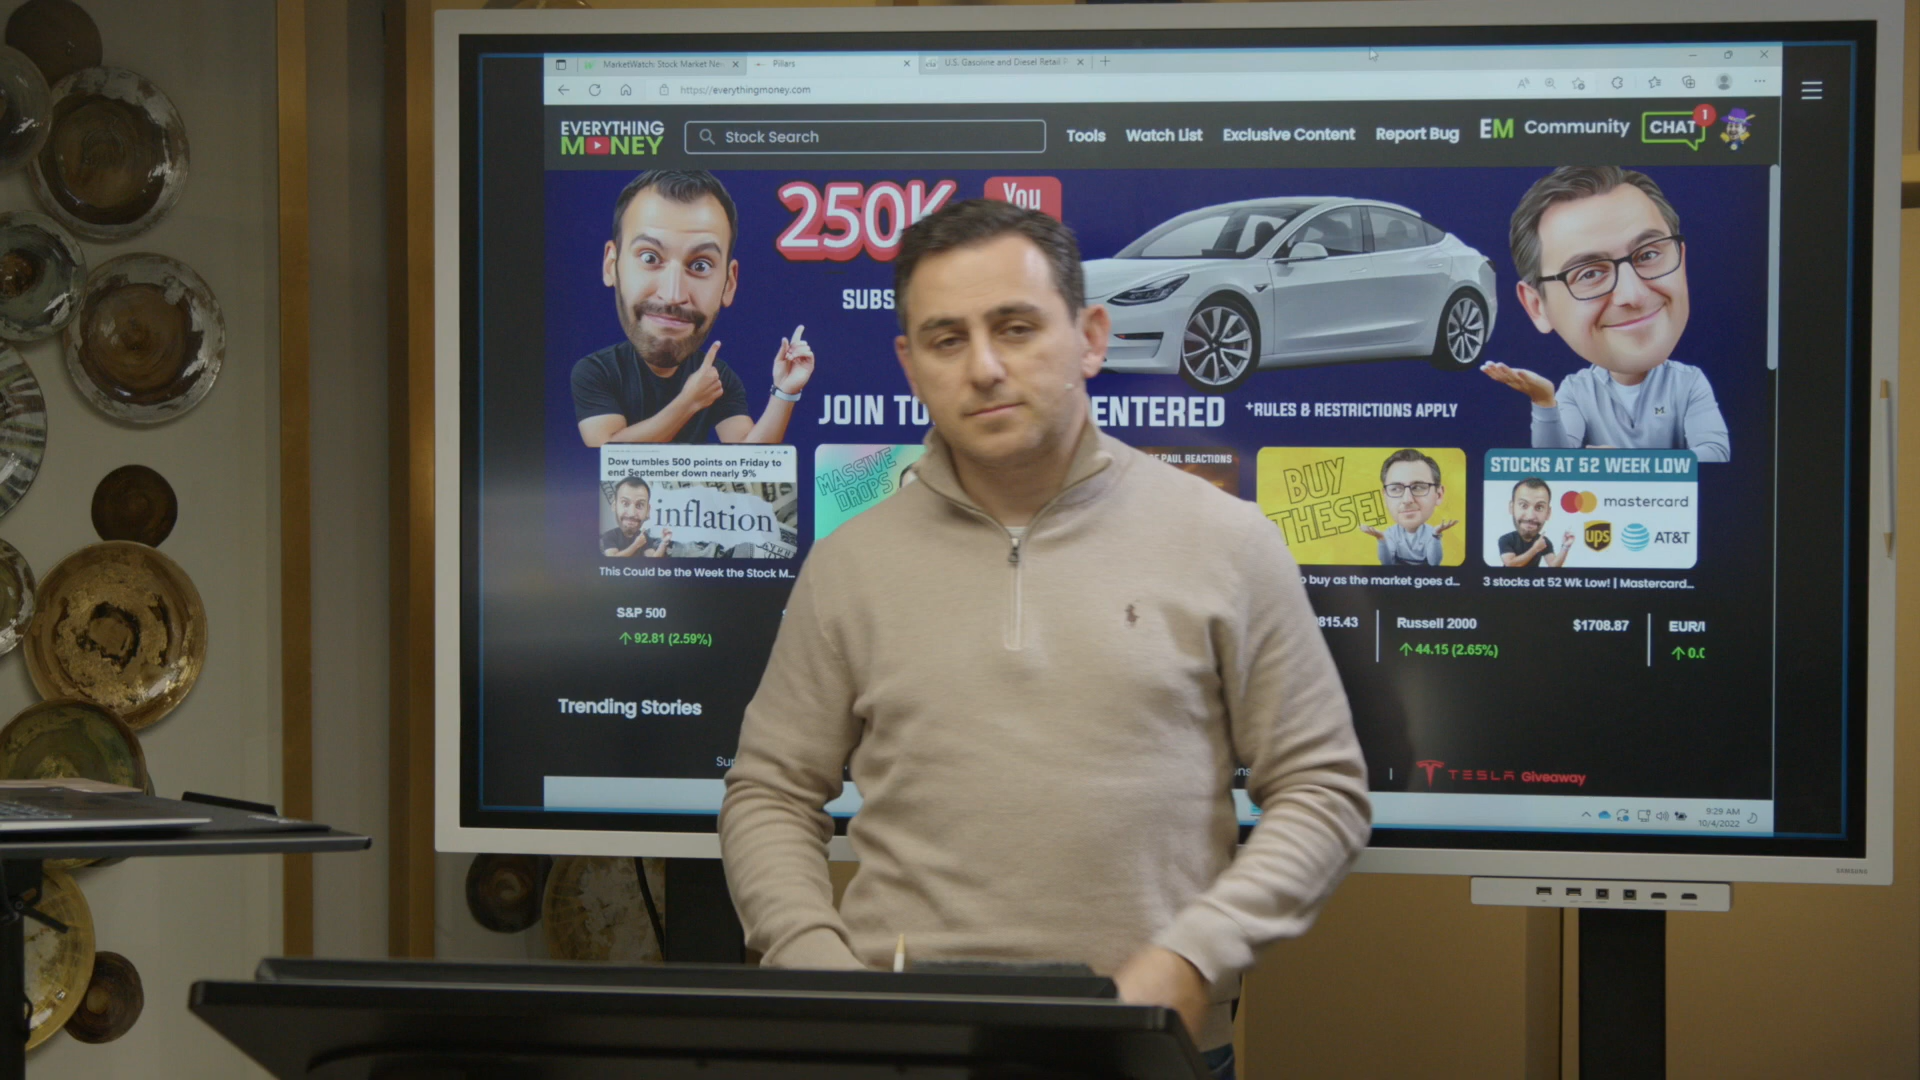 MarketWatch: Stock Market Ne
Pillars
U.S. Gasoline and Diesel Retail P
https://everythingmoney.com
EVERYTHING
MONEY
Stock Search
Tools
Watch List
Exclusive Content
Report Bug
EM Community
CHAT
1
250K
You
SUBS
JOIN TO
ENTERED
+RULES & RESTRICTIONS APPLY
Dow tumbles 500 points on Friday to
end September down nearly 9%
inflation
This Could be the Week the Stock M...
MASSIVE
DROPS
PAUL REACTIONS
BUY
THESE!
buy as the market goes d...
STOCKS AT 52 WEEK LOW
mastercard
ups
AT&T
3 stocks at 52 Wk Low! | Mastercard...
S&P 500
92.81 (2.59%)
815.43
Russell 2000
$1708.87
44.15 (2.65%)
EUR/
0.0
Trending Stories
TESLA Giveaway
9:29 AM
10/4/2022
SAMSUNG